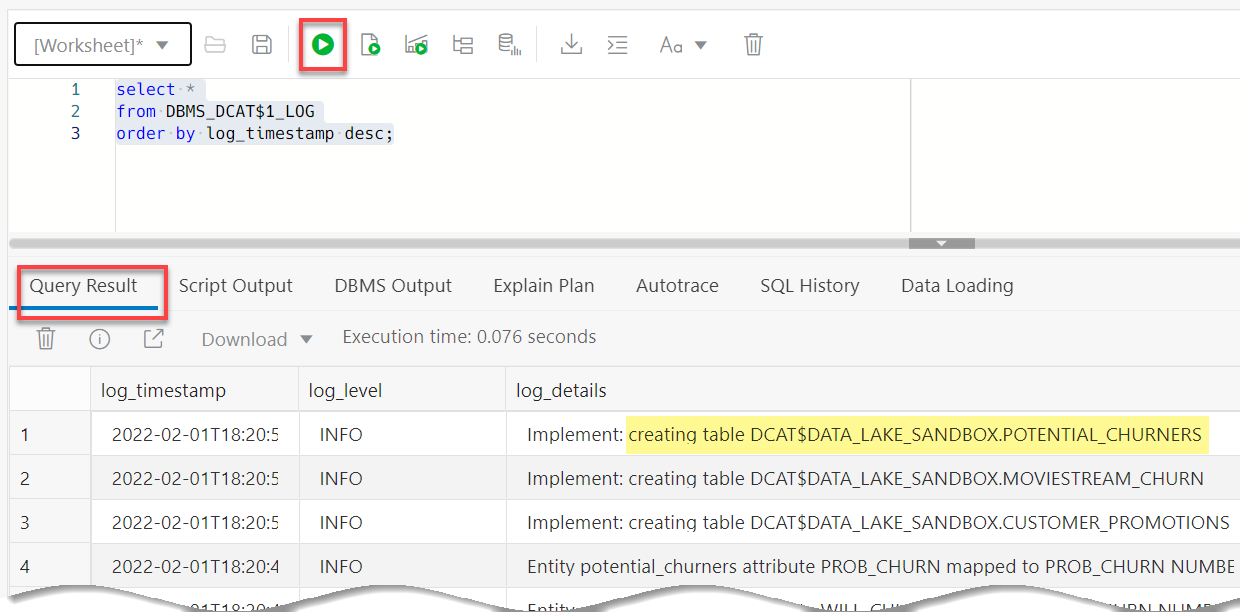 [Worksheet]*
Aa
1 select *
2 from DBMS_DCAT$1_LOG
3 order by log_timestamp desc;
Query Result Script Output DBMS Output Explain Plan Autotrace SQL History Data Loading
Download Execution time: 0.076 seconds
log_timestamp log_level log_details
1 2022-02-01T18:20:5 INFO Implement: creating table DCAT$DATA_LAKE_SANDBOX.POTENTIAL_CHURNERS
2 2022-02-01T18:20:5 INFO Implement: creating table DCAT$DATA_LAKE_SANDBOX.MOVIESTREAM_CHURN
3 2022-02-01T18:20:5 INFO Implement: creating table DCAT$DATA_LAKE_SANDBOX.CUSTOMER_PROMOTIONS
4 2022-02-01T18:20:4 INFO Entity potential_churners attribute PROB_CHURN mapped to PROB_CHURN NUMBE